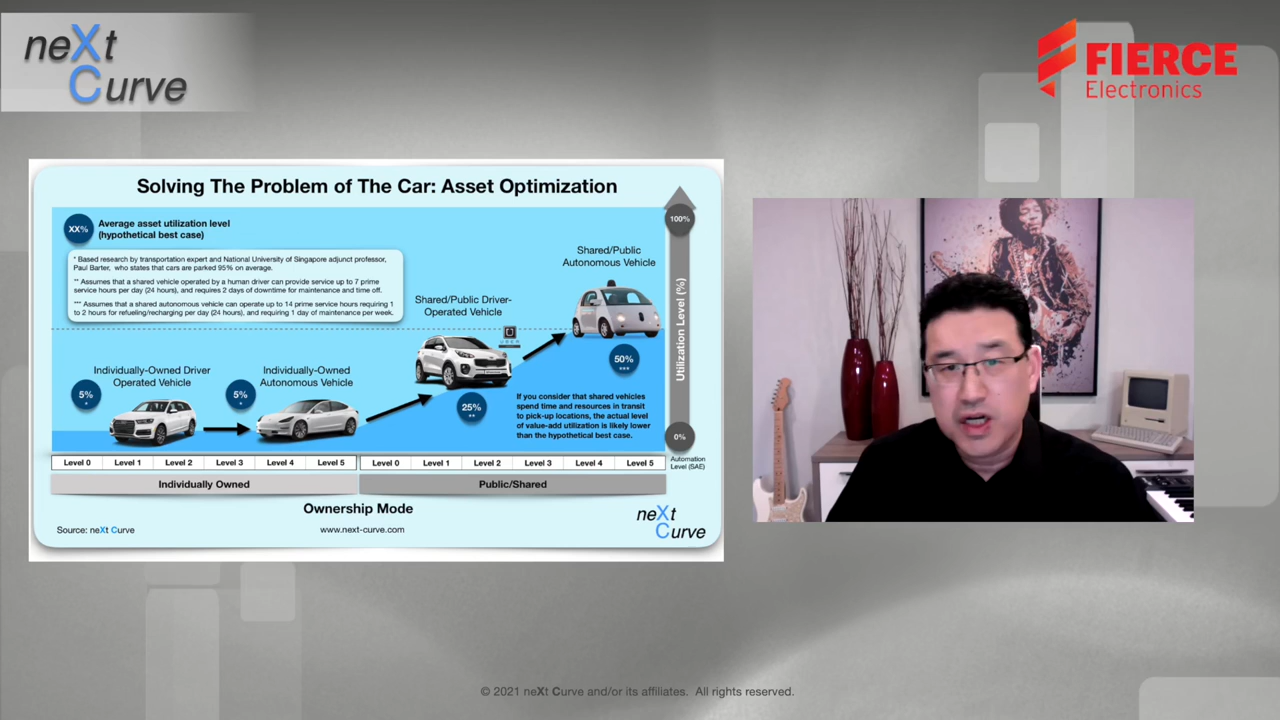 neXt
Curve
FIERCE
Electronics
Solving The Problem of The Car: Asset Optimization
XX%
Average asset utilization level
(hypothetical best case)
* Based research by transportation expert and National University of Singapore adjunct professor,
Paul Barter, who states that cars are parked 95% on average.
** Assumes that a shared vehicle operated by a human driver can provide service up to 7 prime
service hours per day (24 hours), and requires 2 days of downtime for maintenance and time off.
*** Assumes that a shared autonomous vehicle can operate up to 14 prime service hours requiring 1
to 2 hours for refueling/recharging per day (24 hours), and requiring 1 day of maintenance per week.
Shared/Public
Autonomous Vehicle
Shared/Public Driver-
Operated Vehicle
UBER
Individually-Owned Driver
Operated Vehicle
Individually-Owned
Autonomous Vehicle
5%
*
5%
*
25%
**
50%
***
If you consider that shared vehicles
spend time and resources in transit
to pick-up locations, the actual level
of value-add utilization is likely lower
than the hypothetical best case.
100%
Utilization Level (%)
0%
Level 0 Level 1 Level 2 Level 3 Level 4 Level 5 Level 0 Level 1 Level 2 Level 3 Level 4 Level 5
Automation
Level (SAE)
Individually Owned
Public/Shared
Ownership Mode
Source: neXt Curve
www.next-curve.com
neXt
Curve
© 2021 neXt Curve and/or its affiliates. All rights reserved.